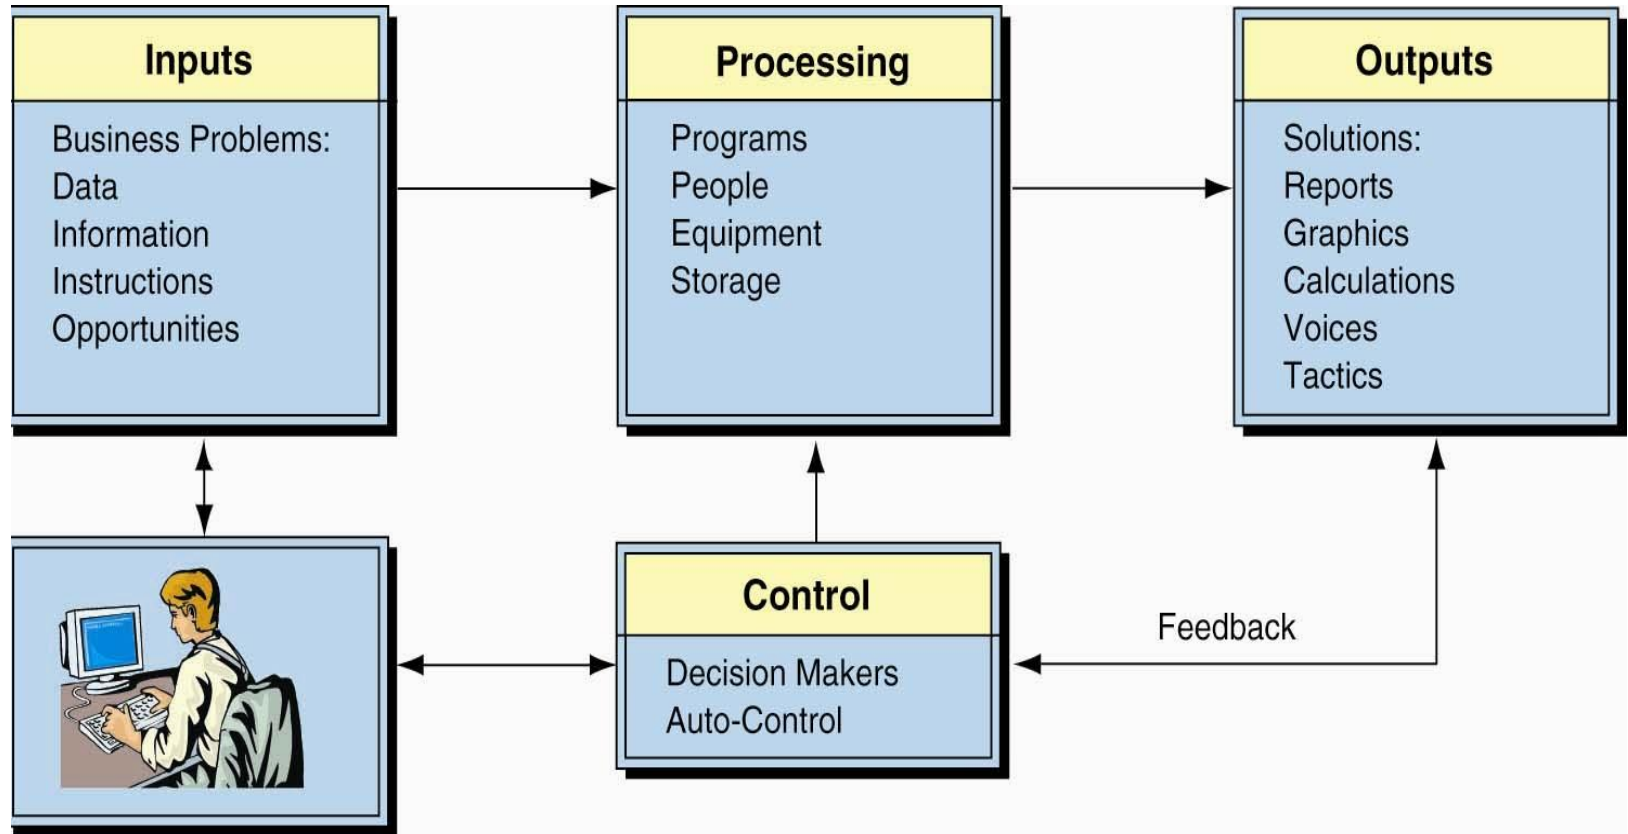 Inputs
Business Problems:
Data
Information
Instructions
Opportunities
Processing
Programs
People
Equipment
Storage
Outputs
Solutions:
Reports
Graphics
Calculations
Voices
Tactics
Control
Decision Makers
Auto-Control
Feedback